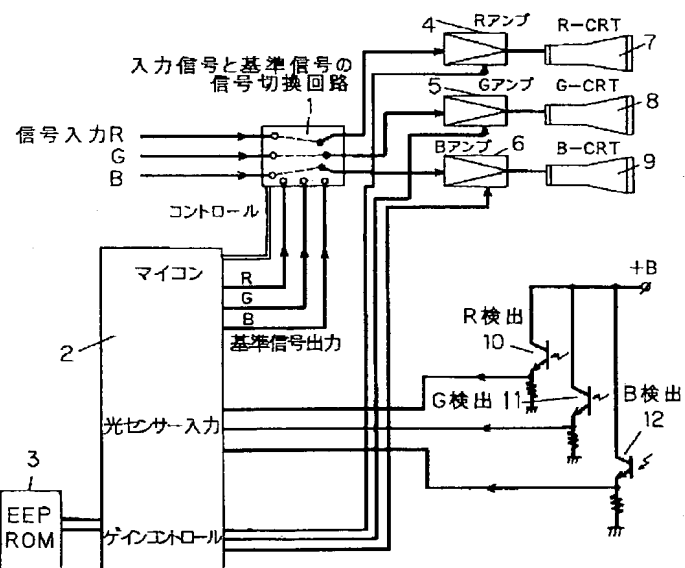 入力信号と基準信号の
信号切換回路
1
信号入力R
G
B
コントロール
4
Rアンプ
R-CRT
7
5
Gアンプ
G-CRT
8
Bアンプ
6
B-CRT
9
マイコン
2
R
G
B
基準信号出力
光センサー入力
ゲインコントロール
3
EEP
ROM
+B
R検出
10
G検出 11
B検出
12